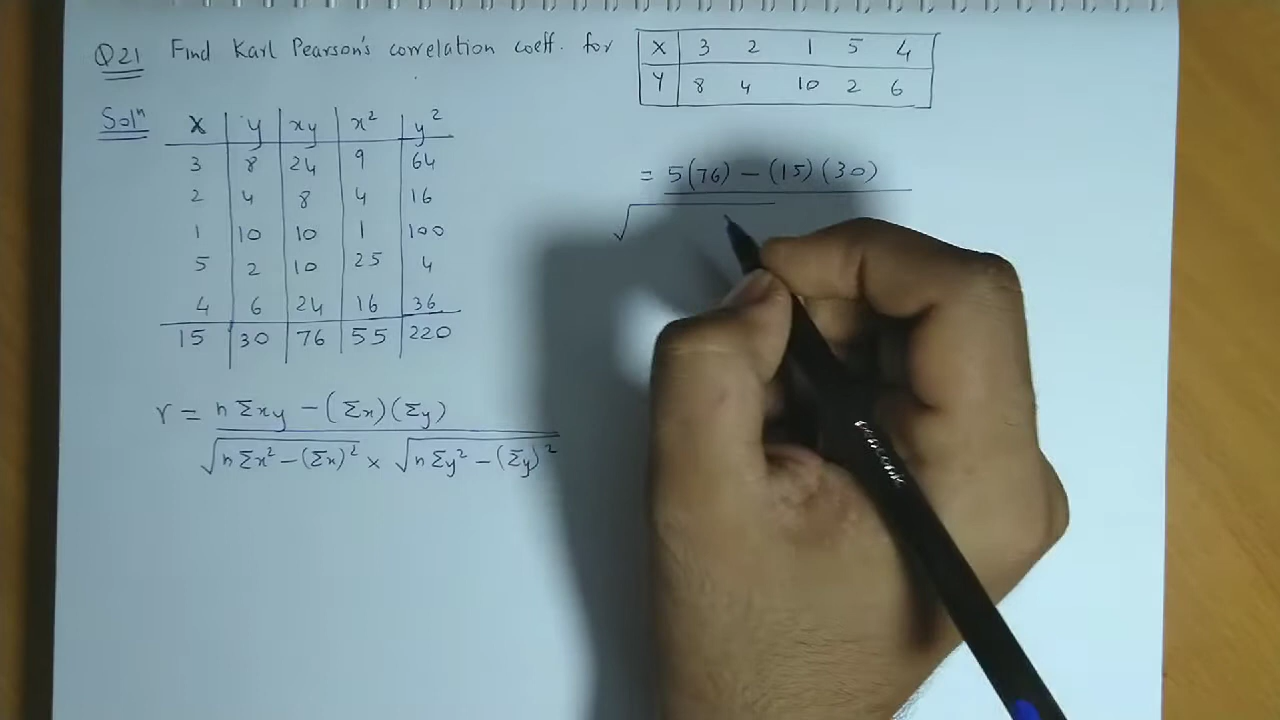 Q21 Find Karl Pearson's correlation coeff. for
X 3 2 1 5 4
Y 8 4 10 2 6
Solⁿ
X y xy x² y²
3 8 24 9 64
2 4 8 4 16
1 10 10 1 100
5 2 10 25 4
4 6 24 16 36
15 30 76 55 220
r = n Σxy − (Σx)(Σy)
√n Σx² − (Σx)² × √n Σy² − (Σy)²
= 5(76) − (15)(30)
√